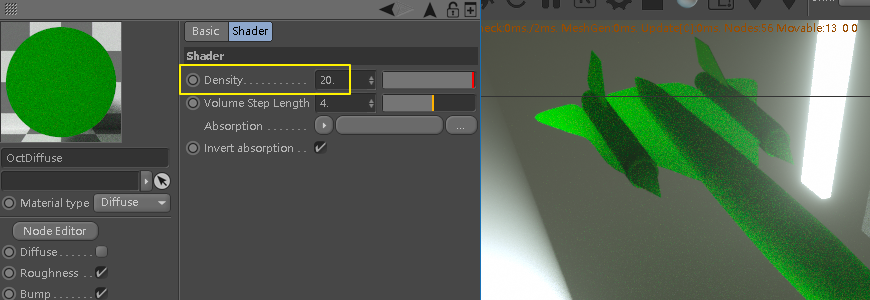 Basic Shader
Shader
Density. . . . . . . . . . . 20.
Volume Step Length 4.
Absorption . . . . . . . ...
Invert absorption . .
OctDiffuse
Material type Diffuse
Node Editor
Diffuse . . . . . .
Roughness . .
Bump . . . . . .
Movable:13 0 0